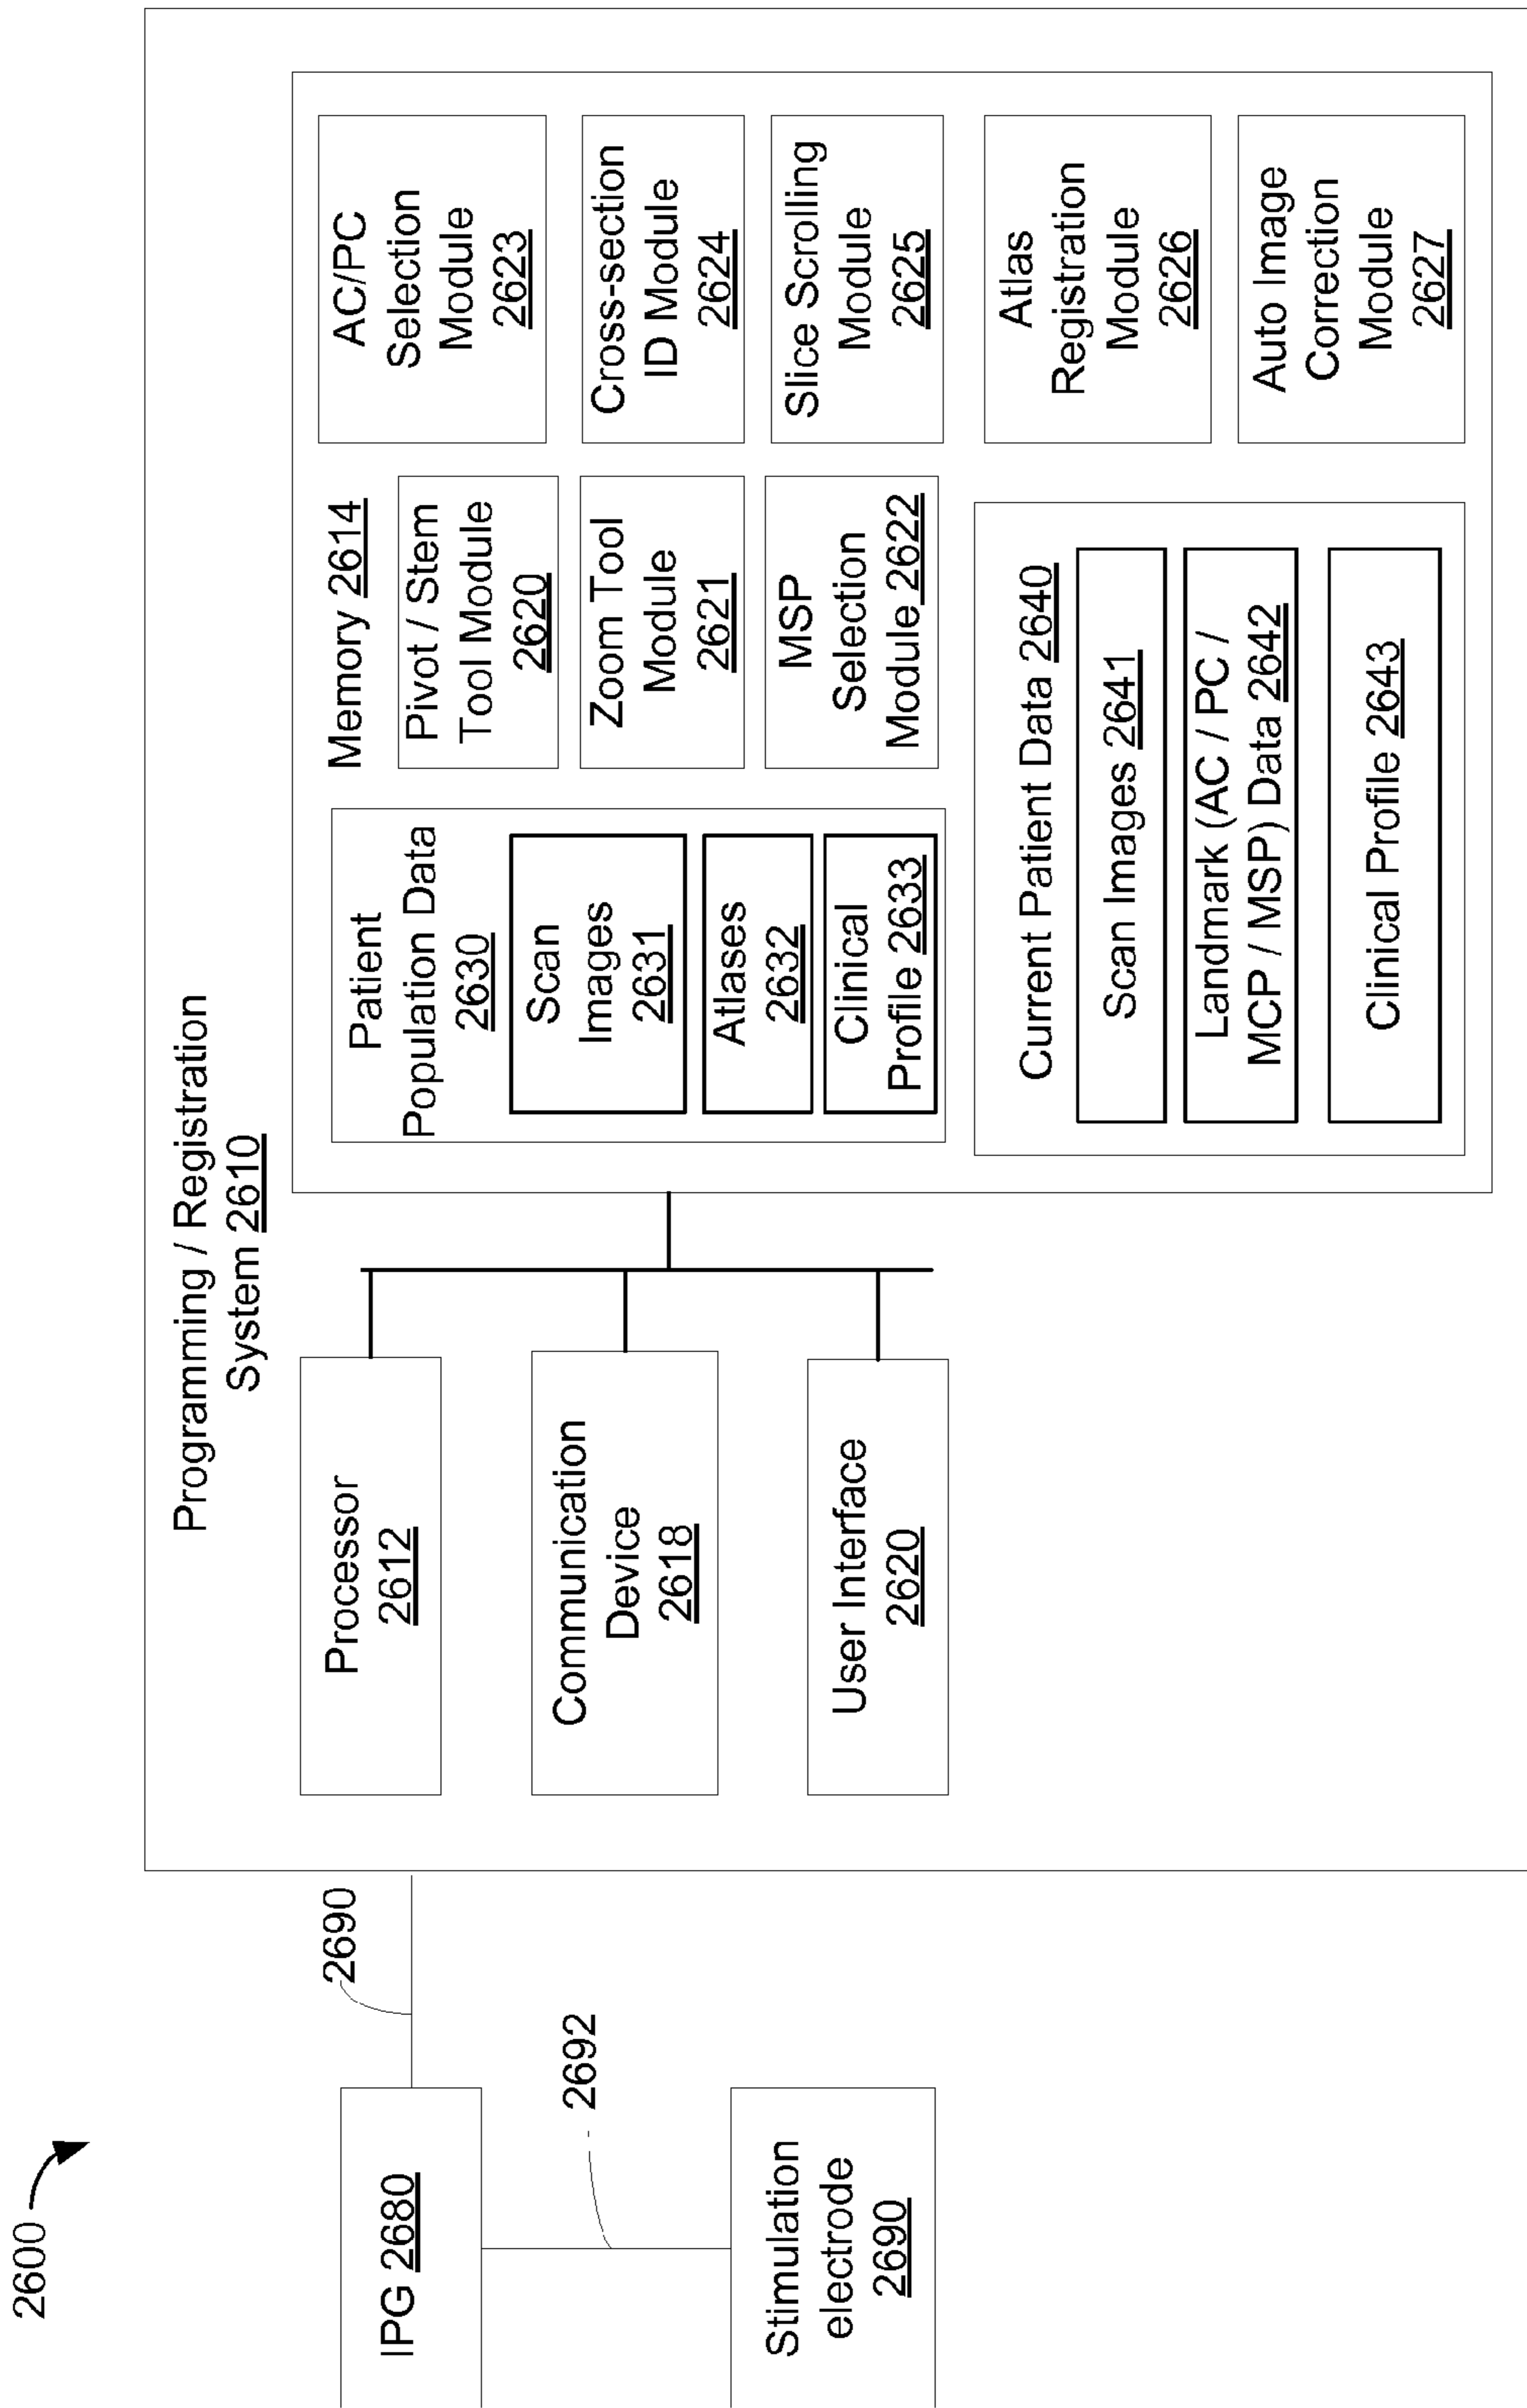 2600
Programming / Registration
System 2610
IPG 2680
2690
2692
Stimulation
electrode
2690
Processor
2612
Communication
Device
2618
User Interface
2620
Memory 2614
Patient
Population Data
2630
Scan
Images
2631
Atlases
2632
Clinical
Profile 2633
Pivot / Stem
Tool Module
2620
Zoom Tool
Module
2621
MSP
Selection
Module 2622
AC/PC
Selection
Module
2623
Cross-section
ID Module
2624
Slice Scrolling
Module
2625
Current Patient Data 2640
Scan Images 2641
Landmark (AC / PC /
MCP / MSP) Data 2642
Clinical Profile 2643
Atlas
Registration
Module
2626
Auto Image
Correction
Module
2627